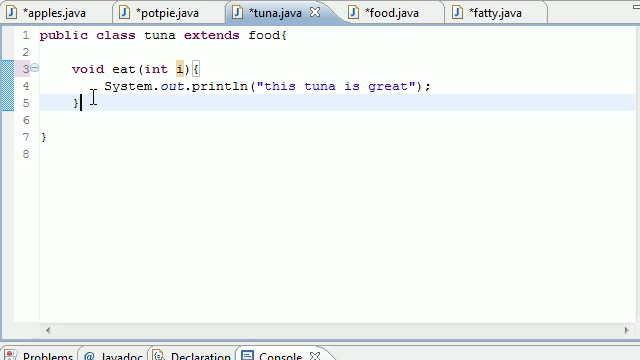 *apples.java *potpie.java *tuna.java *food.java *fatty.java
1 public class tuna extends food{
2
3 void eat(int i){
4 System.out.println("this tuna is great");
5 }
6
7 }
8
Problems @ Javadoc Declaration Console